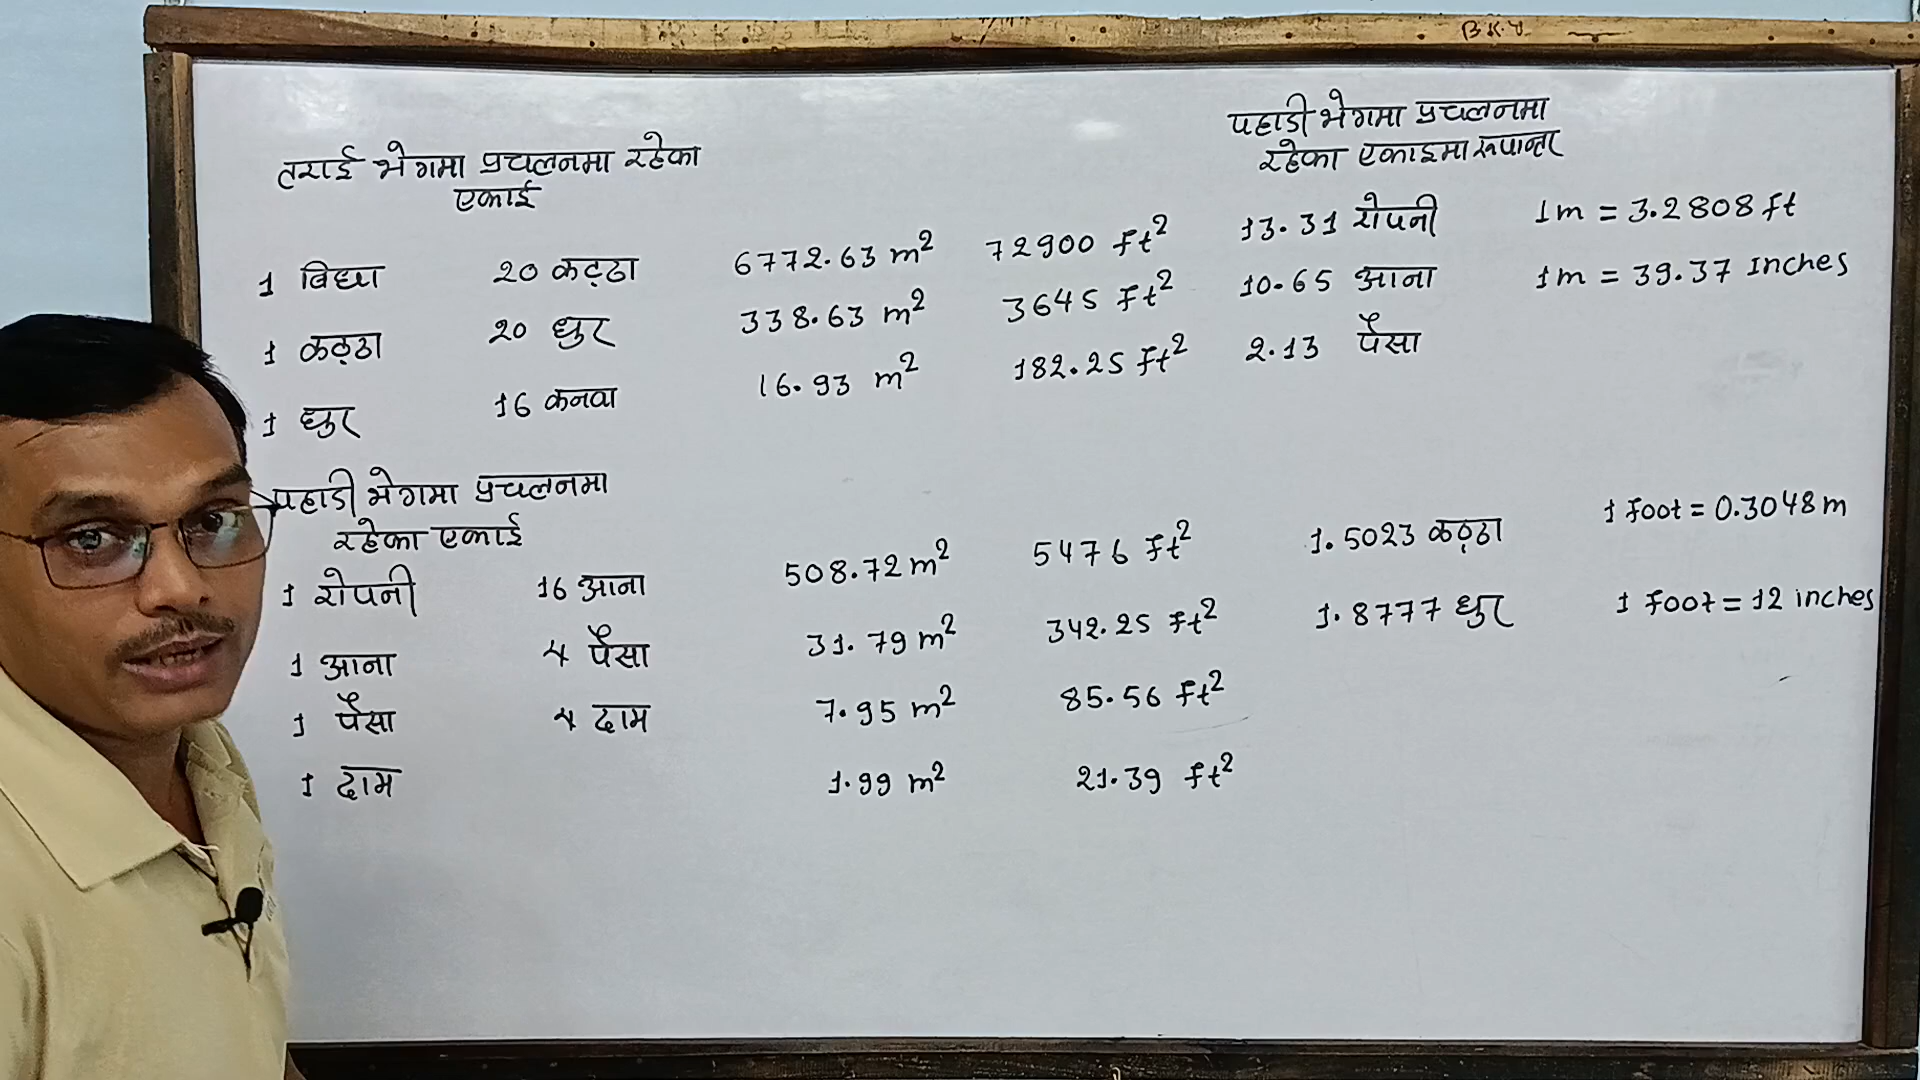 B.K.Y
तराई भेगमा प्रचलनमा रहेका
एकाई
पहाडी भेगमा प्रचलनमा
रहेका एकाइमा रूपान्तर
1 विघा 20 कट्ठा 6772.63 m² 72900 ft² 13.31 रोपनी 1m = 3.2808 ft
1 कठ्ठा 20 धुर 338.63 m² 3645 ft² 10.65 आना 1m = 39.37 Inches
1 धुर 16 कनवा 16.93 m² 182.25 ft² 2.13 पैसा
पहाडी भेगमा प्रचलनमा
रहेका एकाई
1 रोपनी 16 आना 508.72 m² 5476 ft² 1.5023 कठ्ठा 1 foot = 0.3048 m
1 आना 4 पैसा 31.79 m² 342.25 ft² 1.8777 धुर 1 foot = 12 inches
1 पैसा 4 दाम 7.95 m² 85.56 ft²
1 दाम 1.99 m² 21.39 ft²